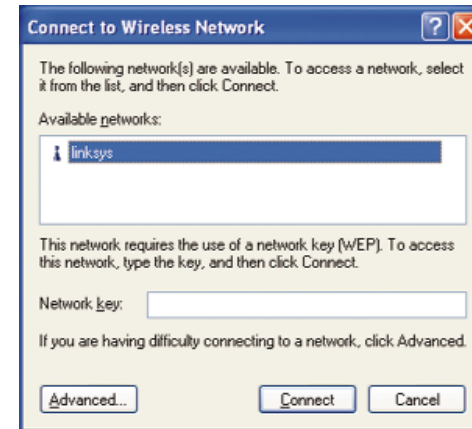 Connect to Wireless Network
The following network(s) are available. To access a network, select
it from the list, and then click Connect.
Available networks:
linksys
This network requires the use of a network key (WEP). To access
this network, type the key, and then click Connect.
Network key:
If you are having difficulty connecting to a network, click Advanced.
Advanced... Connect Cancel